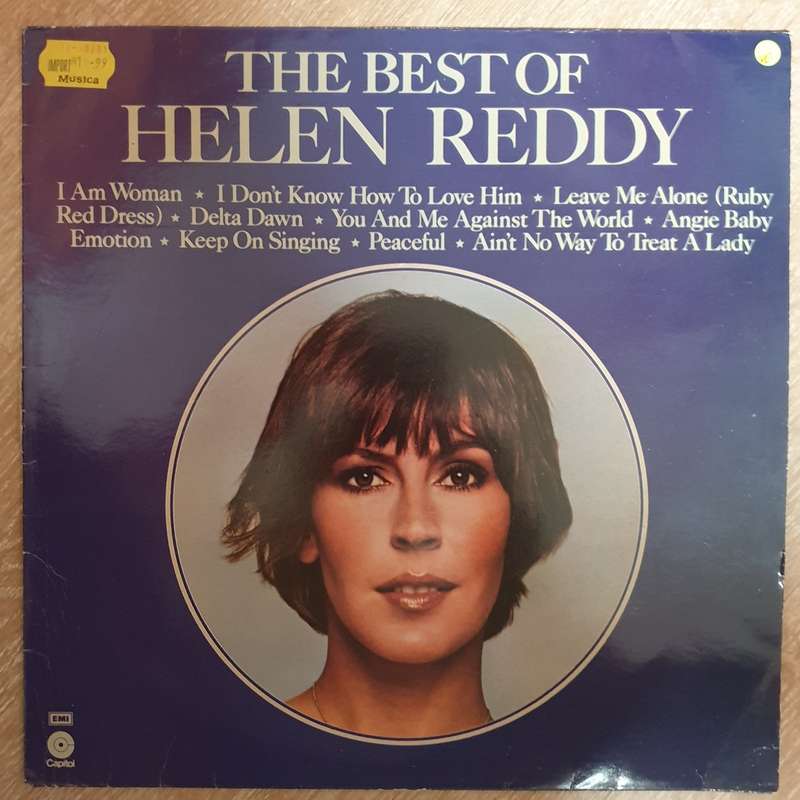 IMPORT
99
Musica
THE BEST OF
HELEN REDDY
I Am Woman ★ I Don't Know How To Love Him ★ Leave Me Alone (Ruby
Red Dress) ★ Delta Dawn ★ You And Me Against The World ★ Angie Baby
Emotion ★ Keep On Singing ★ Peaceful ★ Ain't No Way To Treat A Lady
EMI
Capitol